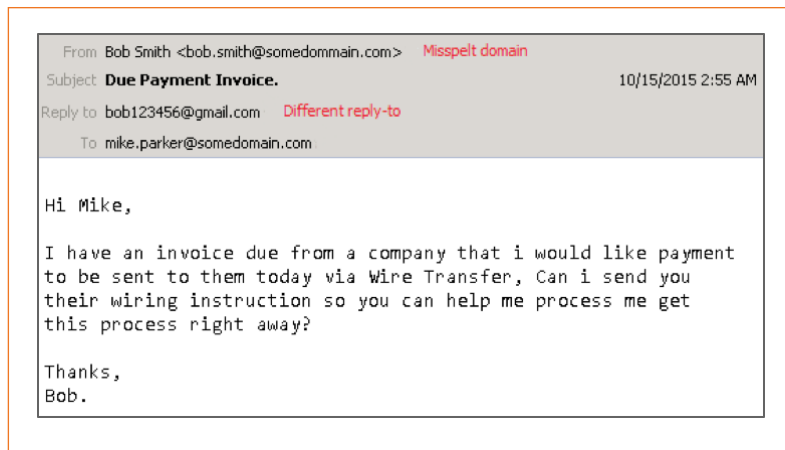 From Bob Smith <bob.smith@somedommain.com> Misspelt domain
Subject Due Payment Invoice. 10/15/2015 2:55 AM
Reply to bob123456@gmail.com Different reply-to
To mike.parker@somedomain.com
Hi Mike,
I have an invoice due from a company that i would like payment
to be sent to them today via Wire Transfer, Can i send you
their wiring instruction so you can help me process me get
this process right away?
Thanks,
Bob.